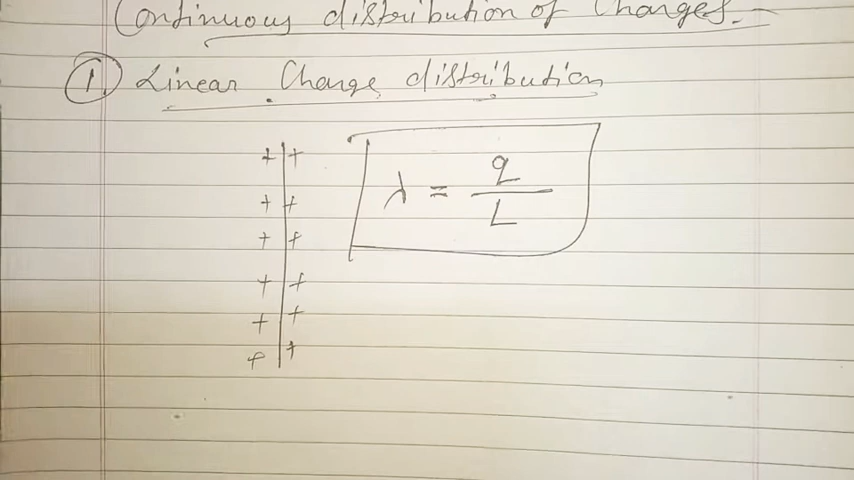 Continuous distribution of Charges.-
1. Linear Charge distribution
λ = q/L
+ +
+ +
+ +
+ +
+ +
+ +